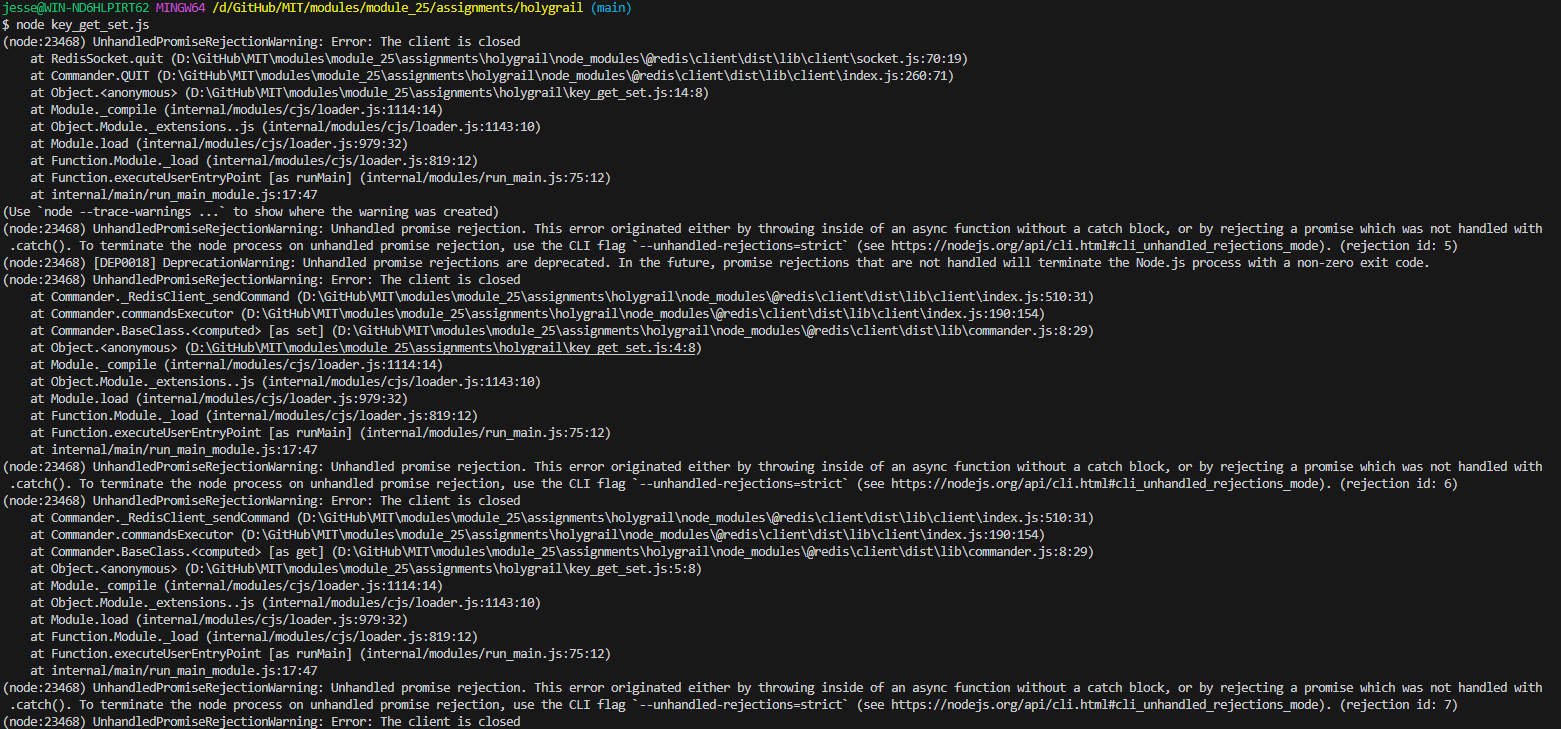 jesse@WIN-ND6HLPIRT62 MINGW64 /d/GitHub/MIT/modules/module_25/assignments/holygrail (main)
$ node key_get_set.js
(node:23468) UnhandledPromiseRejectionWarning: Error: The client is closed
    at RedisSocket.quit (D:\GitHub\MIT\modules\module_25\assignments\holygrail\node_modules\@redis\client\dist\lib\client\socket.js:70:19)
    at Commander.QUIT (D:\GitHub\MIT\modules\module_25\assignments\holygrail\node_modules\@redis\client\dist\lib\client\index.js:260:71)
    at Object.<anonymous> (D:\GitHub\MIT\modules\module_25\assignments\holygrail\key_get_set.js:14:8)
    at Module._compile (internal/modules/cjs/loader.js:1114:14)
    at Object.Module._extensions..js (internal/modules/cjs/loader.js:1143:10)
    at Module.load (internal/modules/cjs/loader.js:979:32)
    at Function.Module._load (internal/modules/cjs/loader.js:819:12)
    at Function.executeUserEntryPoint [as runMain] (internal/modules/run_main.js:75:12)
    at internal/main/run_main_module.js:17:47
(Use `node --trace-warnings ...` to show where the warning was created)
(node:23468) UnhandledPromiseRejectionWarning: Unhandled promise rejection. This error originated either by throwing inside of an async function without a catch block, or by rejecting a promise which was not handled with
 .catch(). To terminate the node process on unhandled promise rejection, use the CLI flag `--unhandled-rejections=strict` (see https://nodejs.org/api/cli.html#cli_unhandled_rejections_mode). (rejection id: 5)
(node:23468) [DEP0018] DeprecationWarning: Unhandled promise rejections are deprecated. In the future, promise rejections that are not handled will terminate the Node.js process with a non-zero exit code.
(node:23468) UnhandledPromiseRejectionWarning: Error: The client is closed
    at Commander._RedisClient_sendCommand (D:\GitHub\MIT\modules\module_25\assignments\holygrail\node_modules\@redis\client\dist\lib\client\index.js:510:31)
    at Commander.commandsExecutor (D:\GitHub\MIT\modules\module_25\assignments\holygrail\node_modules\@redis\client\dist\lib\client\index.js:190:154)
    at Commander.BaseClass.<computed> [as set] (D:\GitHub\MIT\modules\module_25\assignments\holygrail\node_modules\@redis\client\dist\lib\commander.js:8:29)
    at Object.<anonymous> (D:\GitHub\MIT\modules\module_25\assignments\holygrail\key_get_set.js:4:8)
    at Module._compile (internal/modules/cjs/loader.js:1114:14)
    at Object.Module._extensions..js (internal/modules/cjs/loader.js:1143:10)
    at Module.load (internal/modules/cjs/loader.js:979:32)
    at Function.Module._load (internal/modules/cjs/loader.js:819:12)
    at Function.executeUserEntryPoint [as runMain] (internal/modules/run_main.js:75:12)
    at internal/main/run_main_module.js:17:47
(node:23468) UnhandledPromiseRejectionWarning: Unhandled promise rejection. This error originated either by throwing inside of an async function without a catch block, or by rejecting a promise which was not handled with
 .catch(). To terminate the node process on unhandled promise rejection, use the CLI flag `--unhandled-rejections=strict` (see https://nodejs.org/api/cli.html#cli_unhandled_rejections_mode). (rejection id: 6)
(node:23468) UnhandledPromiseRejectionWarning: Error: The client is closed
    at Commander._RedisClient_sendCommand (D:\GitHub\MIT\modules\module_25\assignments\holygrail\node_modules\@redis\client\dist\lib\client\index.js:510:31)
    at Commander.commandsExecutor (D:\GitHub\MIT\modules\module_25\assignments\holygrail\node_modules\@redis\client\dist\lib\client\index.js:190:154)
    at Commander.BaseClass.<computed> [as get] (D:\GitHub\MIT\modules\module_25\assignments\holygrail\node_modules\@redis\client\dist\lib\commander.js:8:29)
    at Object.<anonymous> (D:\GitHub\MIT\modules\module_25\assignments\holygrail\key_get_set.js:5:8)
    at Module._compile (internal/modules/cjs/loader.js:1114:14)
    at Object.Module._extensions..js (internal/modules/cjs/loader.js:1143:10)
    at Module.load (internal/modules/cjs/loader.js:979:32)
    at Function.Module._load (internal/modules/cjs/loader.js:819:12)
    at Function.executeUserEntryPoint [as runMain] (internal/modules/run_main.js:75:12)
    at internal/main/run_main_module.js:17:47
(node:23468) UnhandledPromiseRejectionWarning: Unhandled promise rejection. This error originated either by throwing inside of an async function without a catch block, or by rejecting a promise which was not handled with
 .catch(). To terminate the node process on unhandled promise rejection, use the CLI flag `--unhandled-rejections=strict` (see https://nodejs.org/api/cli.html#cli_unhandled_rejections_mode). (rejection id: 7)
(node:23468) UnhandledPromiseRejectionWarning: Error: The client is closed